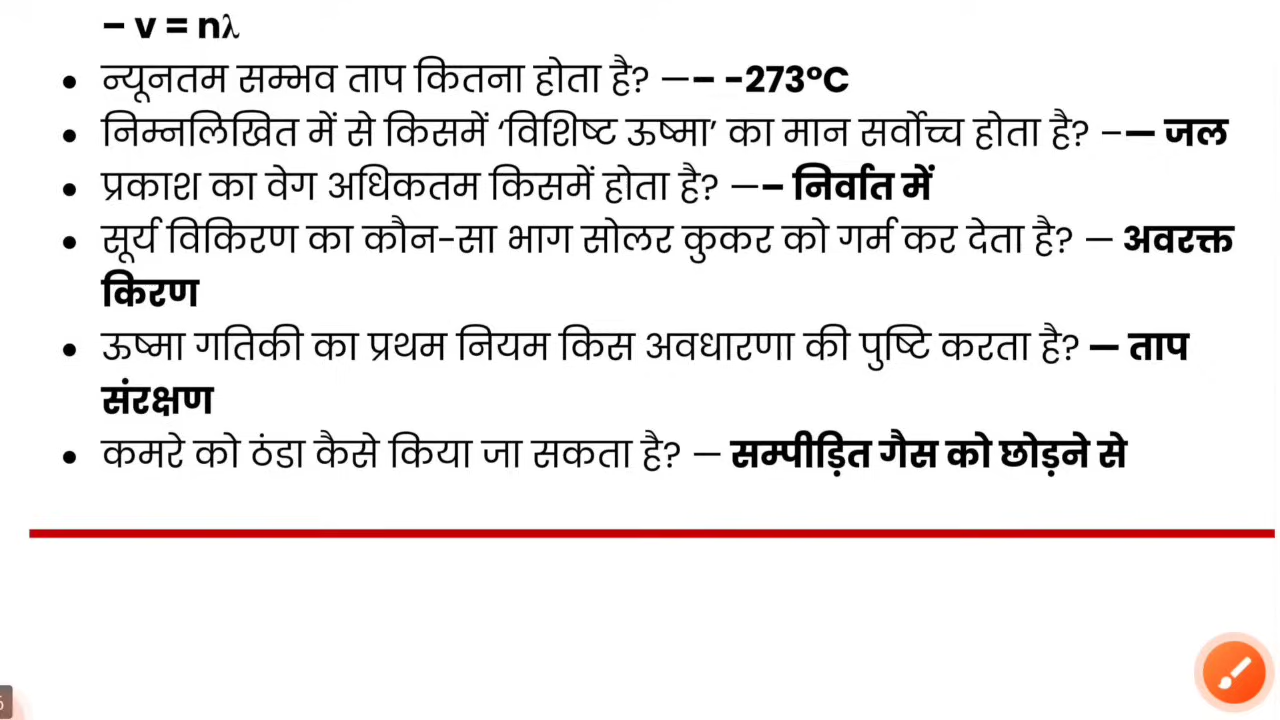 – v = nλ
• न्यूनतम सम्भव ताप कितना होता है? —– -273°C
• निम्नलिखित में से किसमें ‘विशिष्ट ऊष्मा’ का मान सर्वोच्च होता है? –— जल
• प्रकाश का वेग अधिकतम किसमें होता है? —– निर्वात में
• सूर्य विकिरण का कौन-सा भाग सोलर कुकर को गर्म कर देता है? — अवरक्त
किरण
• ऊष्मा गतिकी का प्रथम नियम किस अवधारणा की पुष्टि करता है? — ताप
संरक्षण
• कमरे को ठंडा कैसे किया जा सकता है? — सम्पीड़ित गैस को छोड़ने से